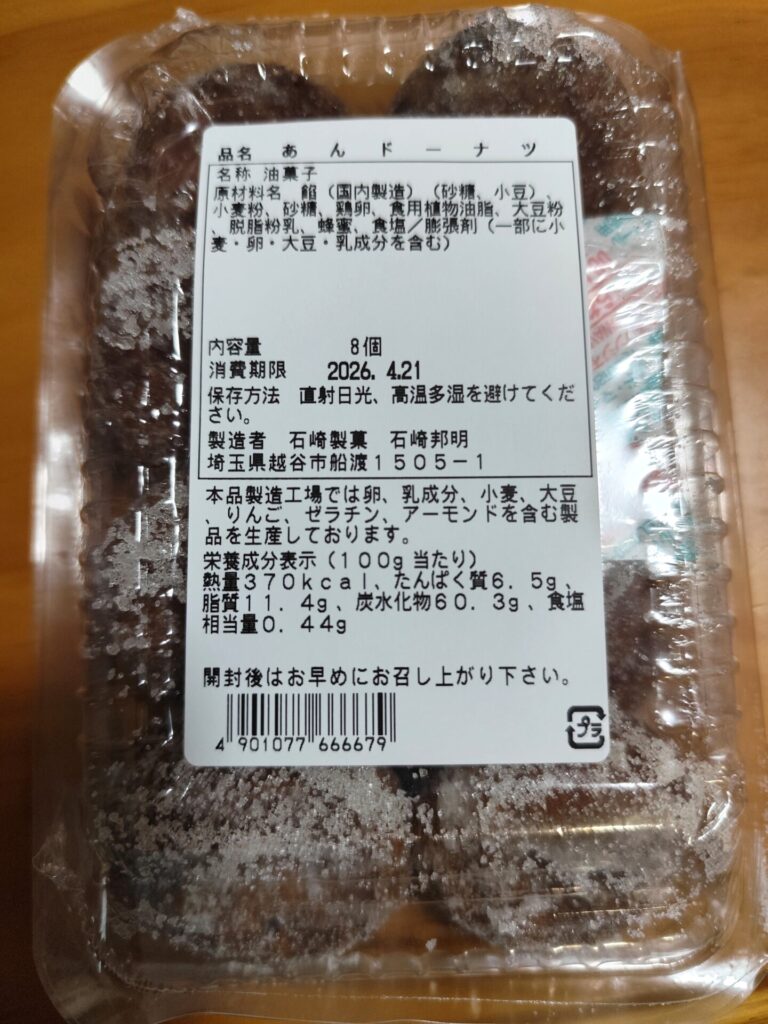 品名 あんドーナツ
名称 油菓子
原材料名 餡（国内製造）（砂糖、小豆）、
小麦粉、砂糖、鶏卵、食用植物油脂、大豆粉
、脱脂粉乳、蜂蜜、食塩／膨張剤（一部に小
麦・卵・大豆・乳成分を含む）
内容量 8個
消費期限 2026. 4.21
保存方法 直射日光、高温多湿を避けてくだ
さい。
製造者 石崎製菓 石崎邦明
埼玉県越谷市船渡１５０５－１
本品製造工場では卵、乳成分、小麦、大豆
、りんご、ゼラチン、アーモンドを含む製
品を生産しております。
栄養成分表示（１００g当たり）
熱量３７０kcal、たんぱく質６．５g、
脂質１１．４g、炭水化物６０．３g、食塩
相当量０．４４g
開封後はお早めにお召し上がり下さい。
4 901077 666679
プラ